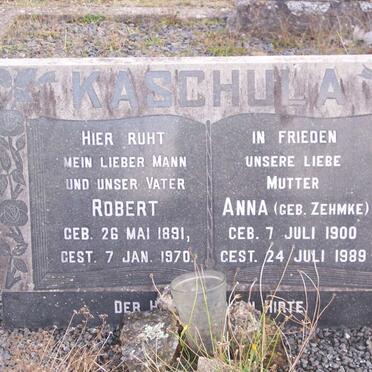 KASCHULA
HIER RUHT
MEIN LIEBER MANN
UND UNSER VATER
ROBERT
GEB. 26 MAI 1891,
GEST. 7 JAN. 1970
IN FRIEDEN
UNSERE LIEBE
MUTTER
ANNA (GEB. ZEHMKE)
GEB. 7 JULI 1900
GEST. 24 JULI 1989
DER HIRTE